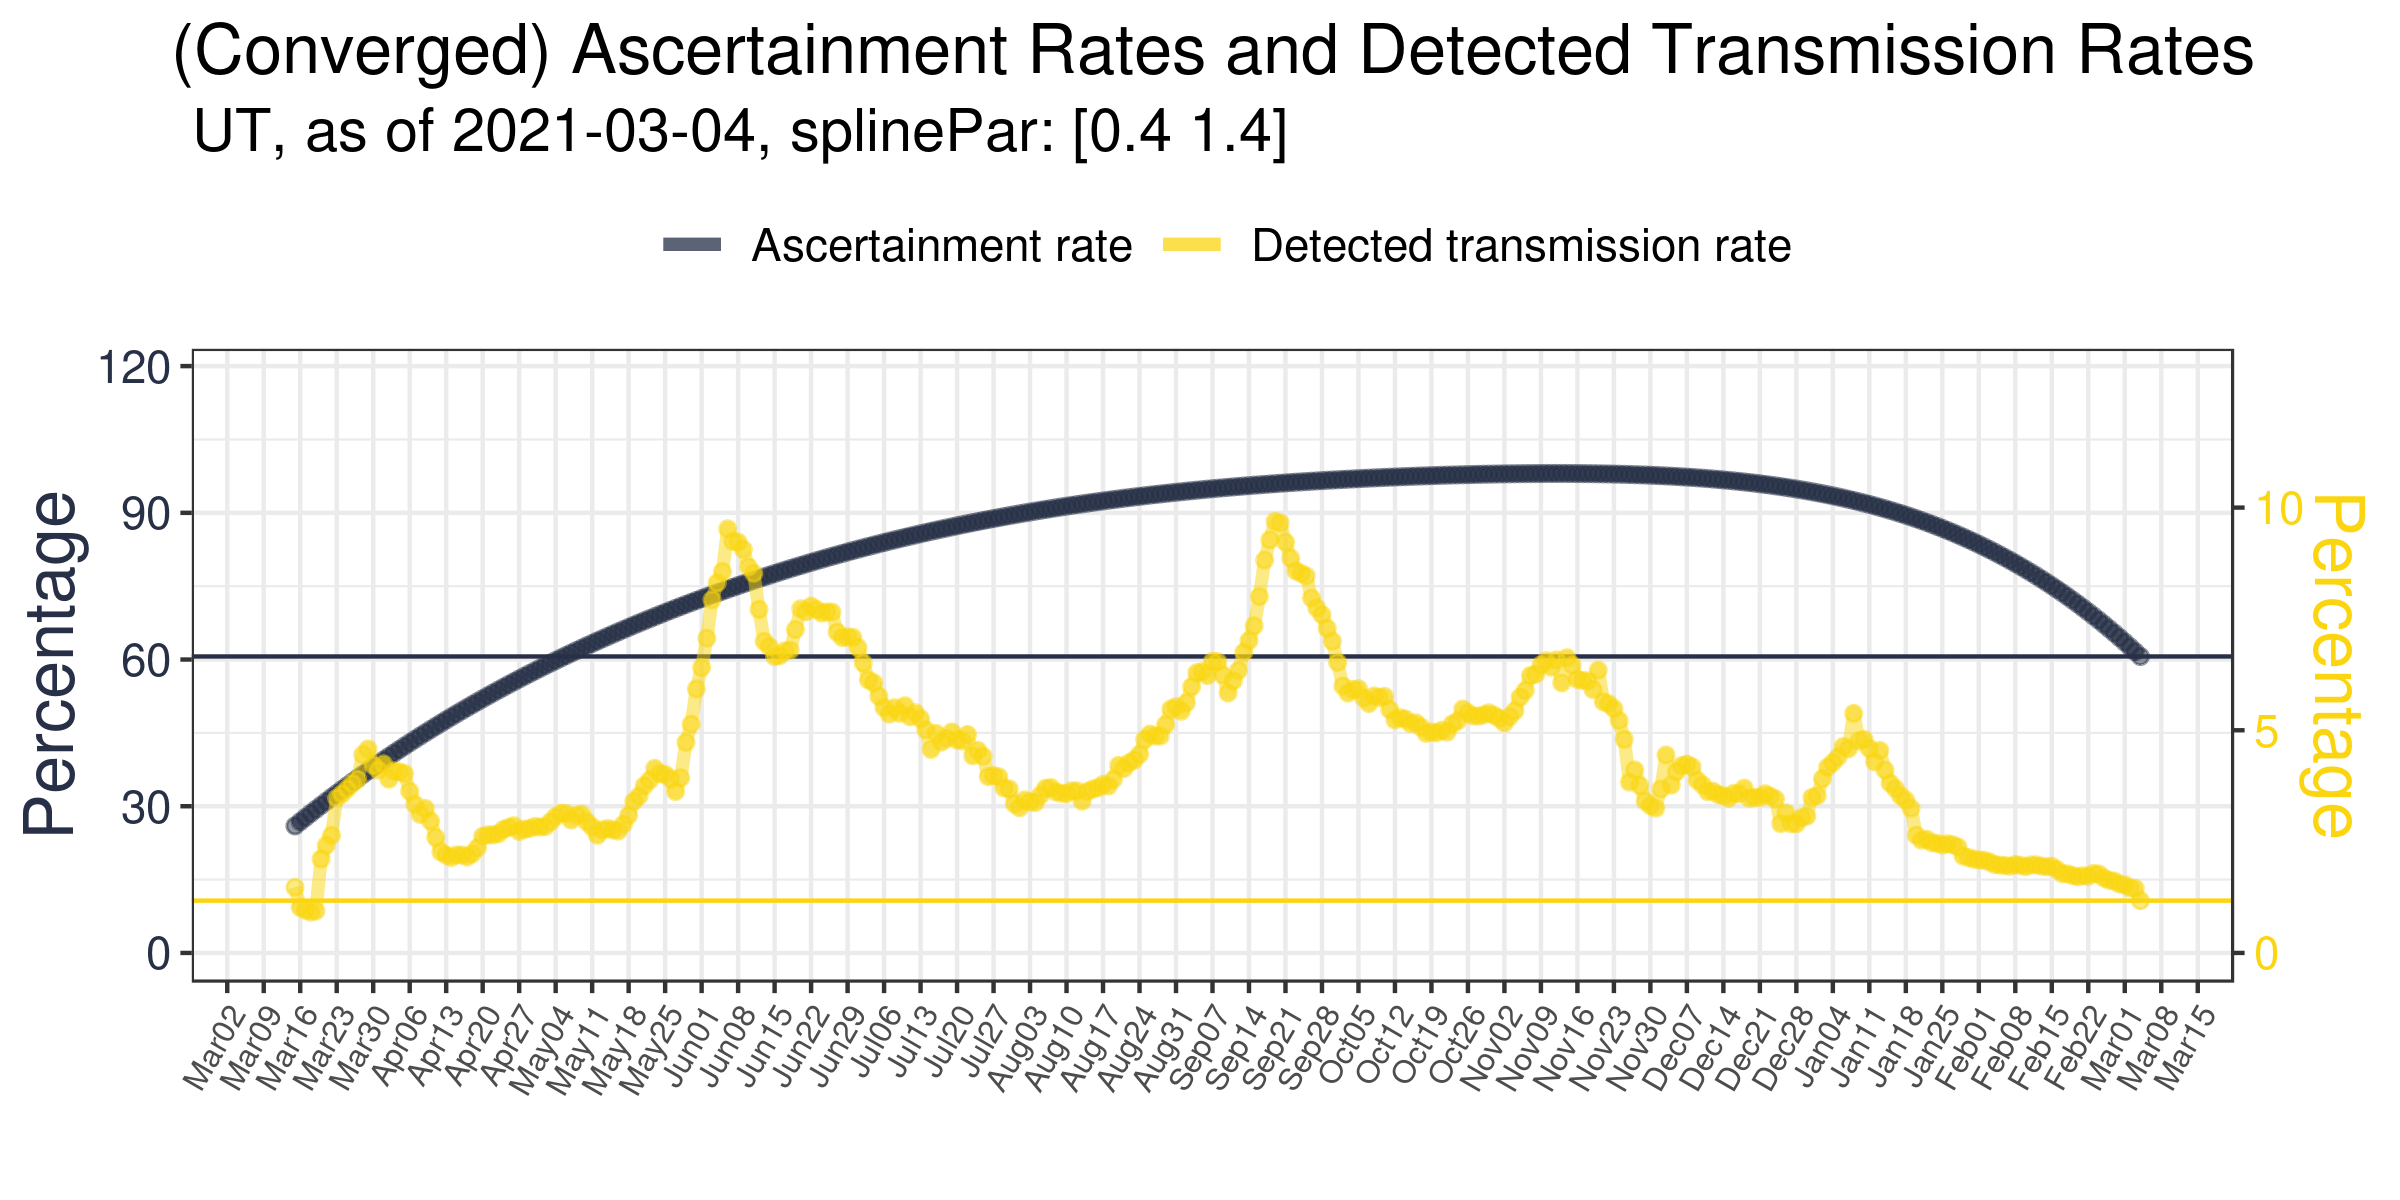 (Converged) Ascertainment Rates and Detected Transmission Rates
UT, as of 2021-03-04, splinePar: [0.4 1.4]
Ascertainment rate
Detected transmission rate
Percentage
120
90
60
30
0
10
5
0
Percentage
Mar02
Mar09
Mar16
Mar23
Mar30
Apr06
Apr13
Apr20
Apr27
May04
May11
May18
May25
Jun01
Jun08
Jun15
Jun22
Jun29
Jul06
Jul13
Jul20
Jul27
Aug03
Aug10
Aug17
Aug24
Aug31
Sep07
Sep14
Sep21
Sep28
Oct05
Oct12
Oct19
Oct26
Nov02
Nov09
Nov16
Nov23
Nov30
Dec07
Dec14
Dec21
Dec28
Jan04
Jan11
Jan18
Jan25
Feb01
Feb08
Feb15
Feb22
Mar01
Mar08
Mar15